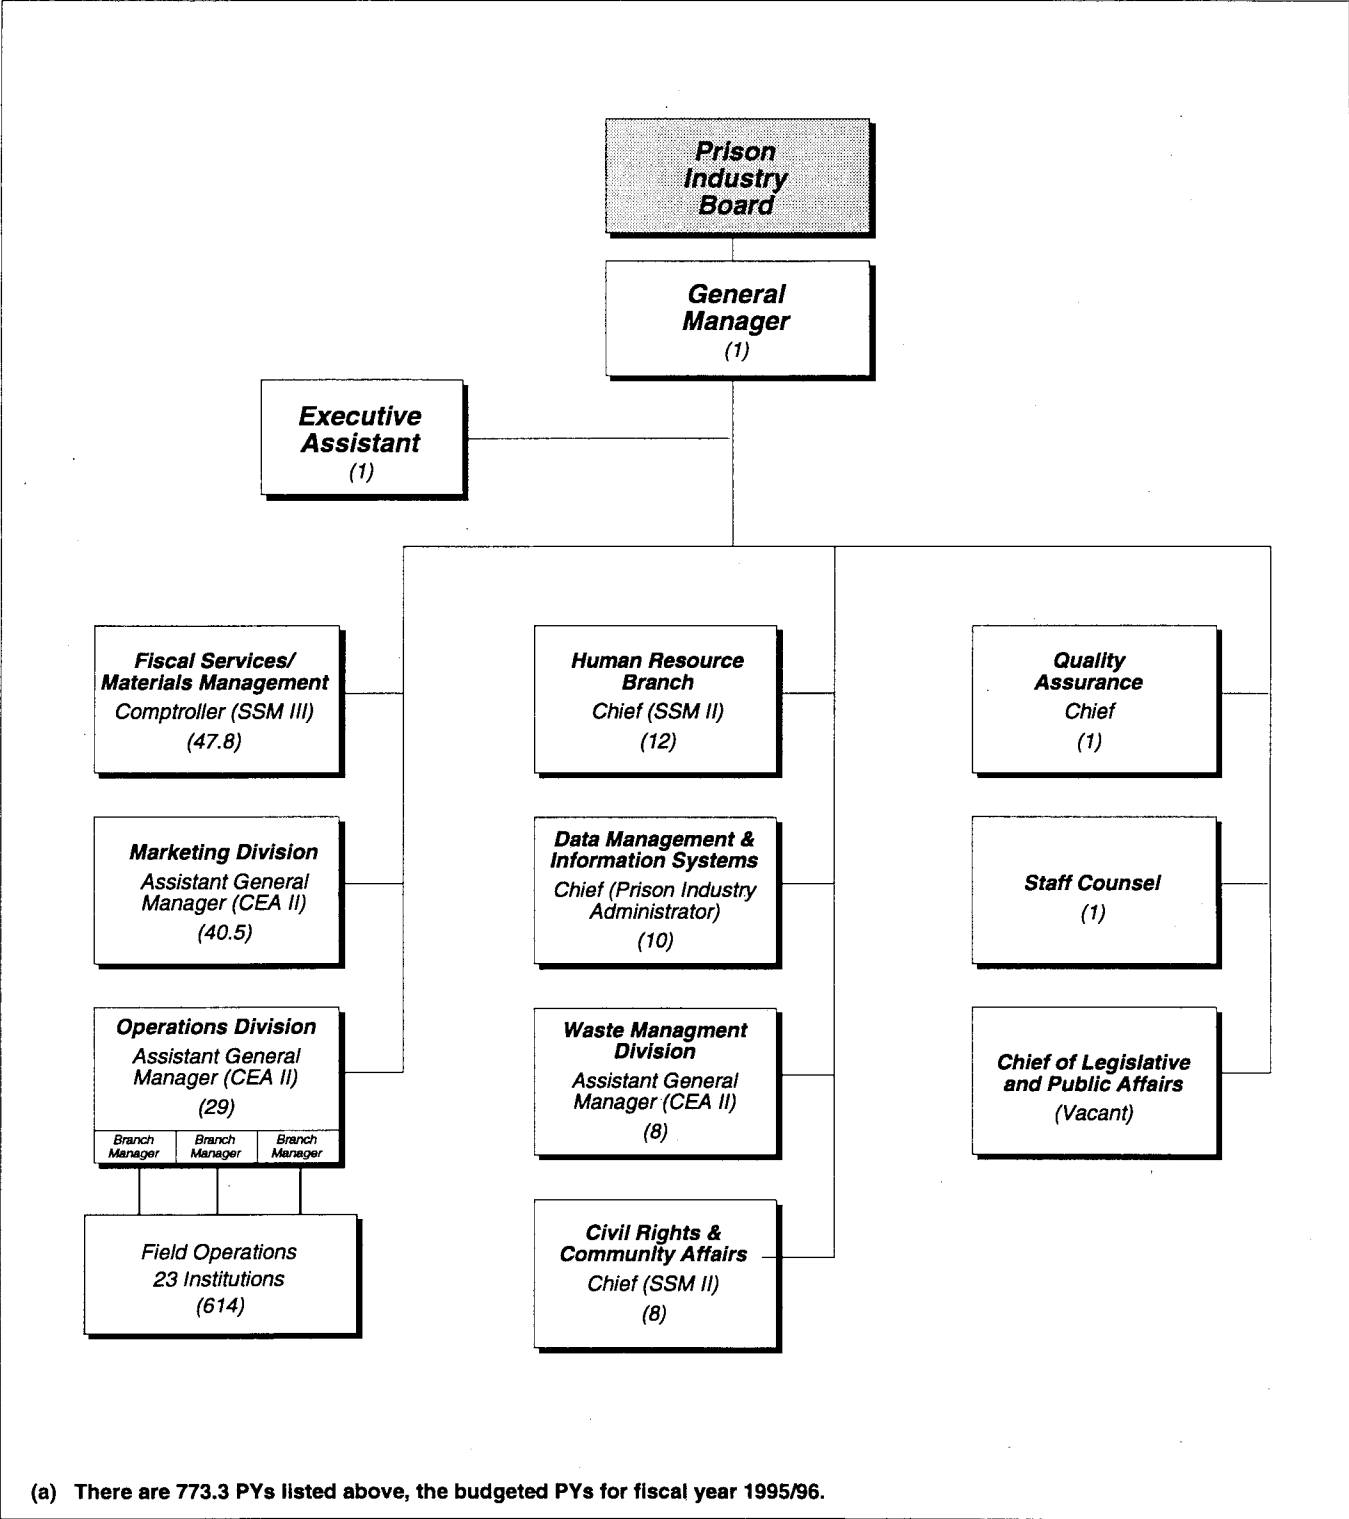 Prison
Industry
Board
General
Manager
(1)
Executive
Assistant
(1)
Fiscal Services/
Materials Management
Comptroller (SSM III)
(47.8)
Marketing Division
Assistant General
Manager (CEA II)
(40.5)
Operations Division
Assistant General
Manager (CEA II)
(29)
Branch
Manager
Branch
Manager
Branch
Manager
Field Operations
23 Institutions
(614)
Human Resource
Branch
Chief (SSM II)
(12)
Data Management &
Information Systems
Chief (Prison Industry
Administrator)
(10)
Waste Managment
Division
Assistant General
Manager (CEA II)
(8)
Civil Rights &
Community Affairs
Chief (SSM II)
(8)
Quality
Assurance
Chief
(1)
Staff Counsel
(1)
Chief of Legislative
and Public Affairs
(Vacant)
(a) There are 773.3 PYs listed above, the budgeted PYs for fiscal year 1995/96.